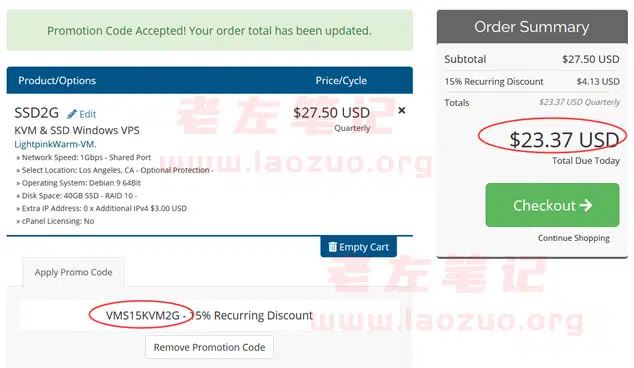 Promotion Code Accepted! Your order total has been updated.
Product/Options Price/Cycle
SSD2G Edit $27.50 USD
KVM & SSD Windows VPS Quarterly
LightpinkWarm-VM.
» Network Speed: 1Gbps - Shared Port
» Select Location: Los Angeles, CA - Optional Protection -
» Operating System: Debian 9 64Bit
» Disk Space: 40GB SSD - RAID 10 -
» Extra IP Address: 0 x Additional IPv4 $3.00 USD
» cPanel Licensing: No
Empty Cart
Apply Promo Code
VMS15KVM2G - 15% Recurring Discount
Remove Promotion Code
Order Summary
Subtotal $27.50 USD
15% Recurring Discount $4.13 USD
Totals $23.37 USD Quarterly
$23.37 USD
Total Due Today
Checkout
Continue Shopping
老左笔记
www.laozuo.org
老左笔记
www.laozuo.org